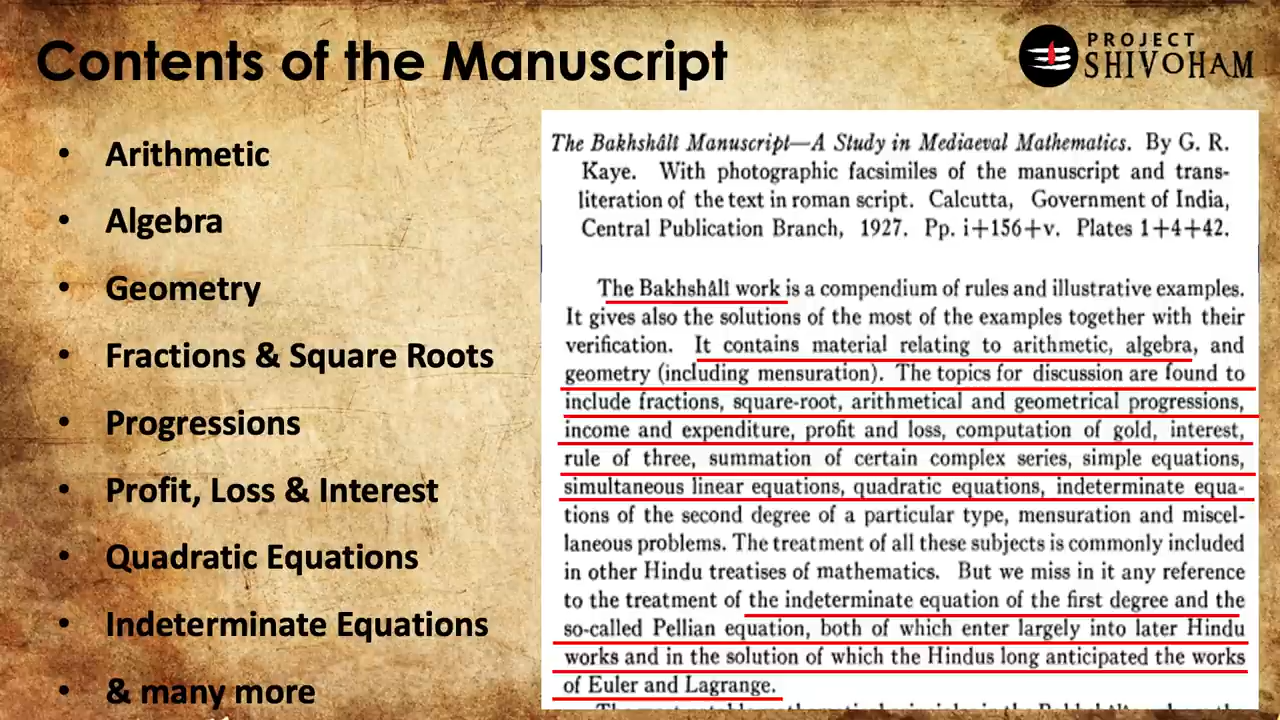 Contents of the Manuscript
PROJECT
SHIVOHAM
• Arithmetic
• Algebra
• Geometry
• Fractions & Square Roots
• Progressions
• Profit, Loss & Interest
• Quadratic Equations
• Indeterminate Equations
• & many more
The Bakhshâlî Manuscript—A Study in Mediaeval Mathematics. By G. R.
Kaye. With photographic facsimiles of the manuscript and trans-
literation of the text in roman script. Calcutta, Government of India,
Central Publication Branch, 1927. Pp. i+156+v. Plates 1+4+42.
The Bakhshâlî work is a compendium of rules and illustrative examples.
It gives also the solutions of the most of the examples together with their
verification. It contains material relating to arithmetic, algebra, and
geometry (including mensuration). The topics for discussion are found to
include fractions, square-root, arithmetical and geometrical progressions,
income and expenditure, profit and loss, computation of gold, interest,
rule of three, summation of certain complex series, simple equations,
simultaneous linear equations, quadratic equations, indeterminate equa-
tions of the second degree of a particular type, mensuration and miscel-
laneous problems. The treatment of all these subjects is commonly included
in other Hindu treatises of mathematics. But we miss in it any reference
to the treatment of the indeterminate equation of the first degree and the
so-called Pellian equation, both of which enter largely into later Hindu
works and in the solution of which the Hindus long anticipated the works
of Euler and Lagrange.